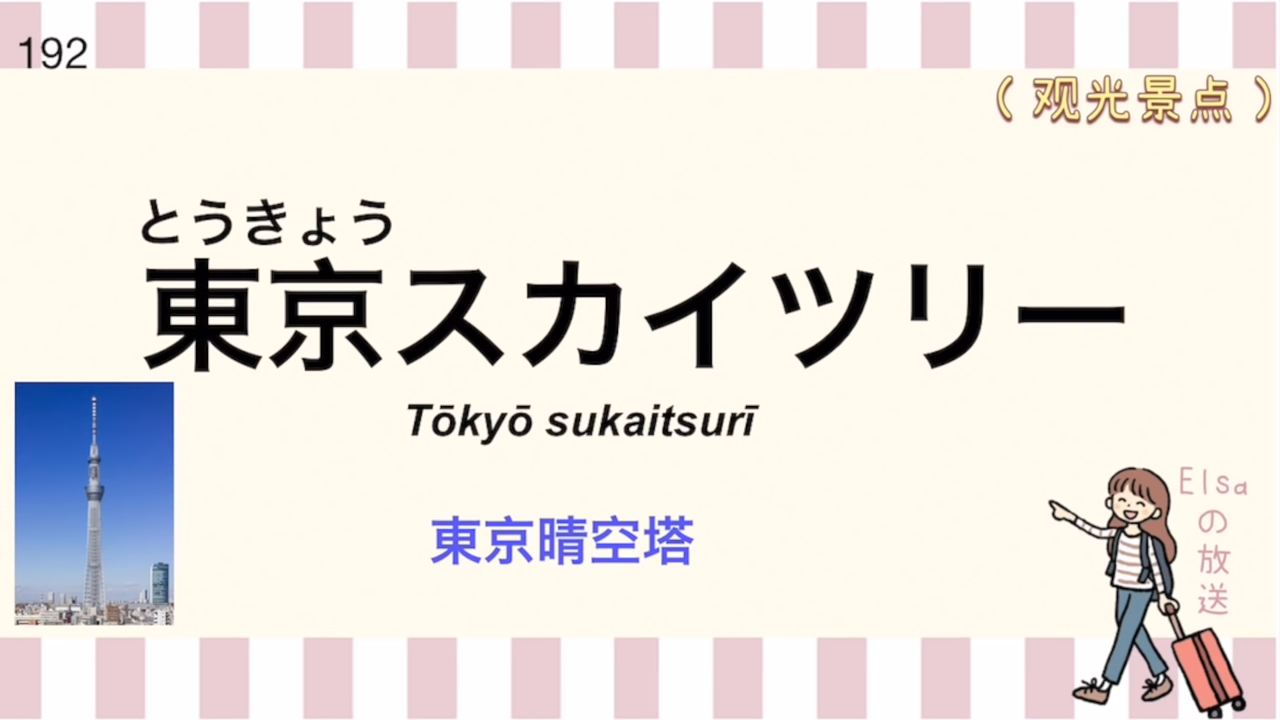 192
（观光景点）
とうきょう
東京スカイツリー
Tōkyō sukaitsurī
東京晴空塔
Elsa
の
放
送